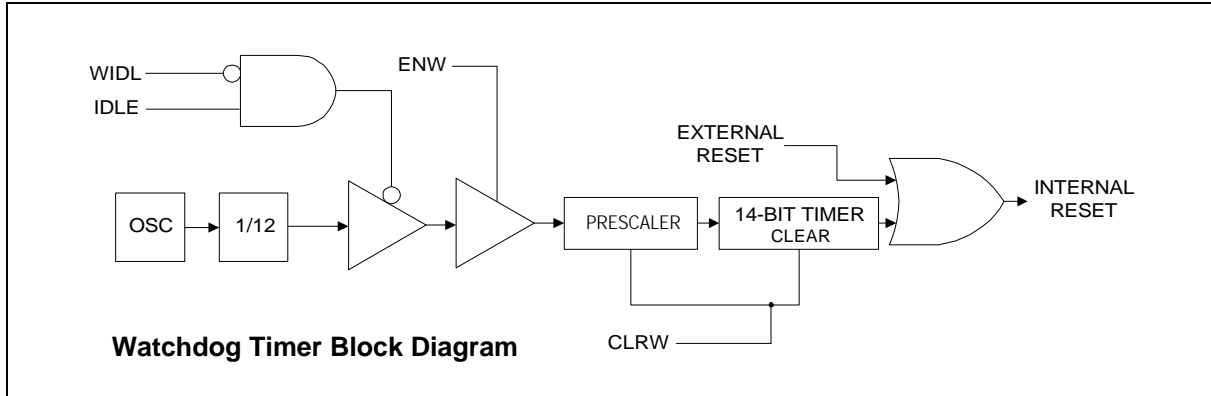 WIDL
IDLE
ENW
EXTERNAL
RESET
INTERNAL
RESET
OSC
1/12
PRESCALER
14-BIT TIMER
CLEAR
CLRW
Watchdog Timer Block Diagram